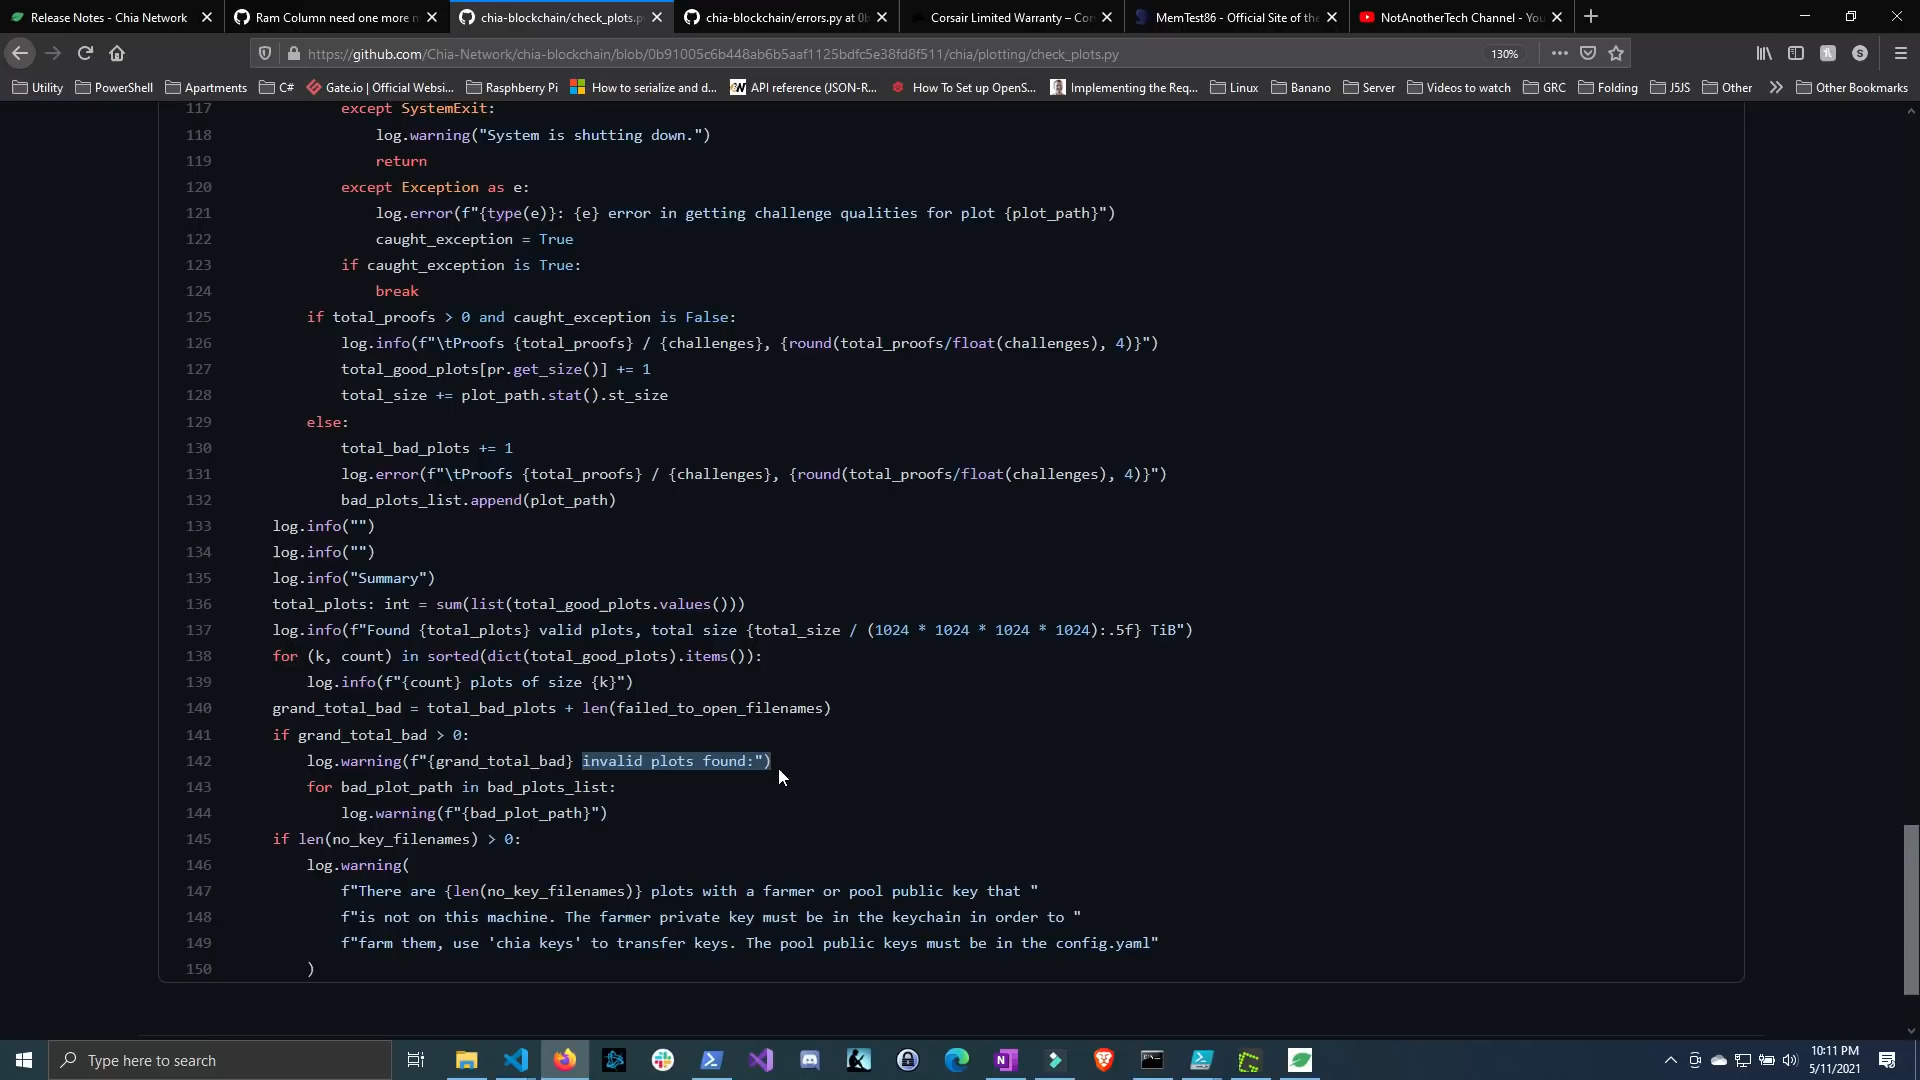 Release Notes - Chia Network
Ram Column need one more m
chia-blockchain/check_plots.p
chia-blockchain/errors.py at 0b
Corsair Limited Warranty – Cor
MemTest86 - Official Site of the
NotAnotherTech Channel - You
https://github.com/Chia-Network/chia-blockchain/blob/0b91005c6b448ab6b5aaf1125bdfc5e38fd8f511/chia/plotting/check_plots.py
130%
Utility
PowerShell
Apartments
C#
Gate.io | Official Websi...
Raspberry Pi
How to serialize and d...
API reference (JSON-R...
How To Set up OpenS...
Implementing the Req...
Linux
Banano
Server
Videos to watch
GRC
Folding
J5JS
Other
Other Bookmarks
117 except SystemExit:
118 log.warning("System is shutting down.")
119 return
120 except Exception as e:
121 log.error(f"{type(e)}: {e} error in getting challenge qualities for plot {plot_path}")
122 caught_exception = True
123 if caught_exception is True:
124 break
125 if total_proofs > 0 and caught_exception is False:
126 log.info(f"\tProofs {total_proofs} / {challenges}, {round(total_proofs/float(challenges), 4)}")
127 total_good_plots[pr.get_size()] += 1
128 total_size += plot_path.stat().st_size
129 else:
130 total_bad_plots += 1
131 log.error(f"\tProofs {total_proofs} / {challenges}, {round(total_proofs/float(challenges), 4)}")
132 bad_plots_list.append(plot_path)
133 log.info("")
134 log.info("")
135 log.info("Summary")
136 total_plots: int = sum(list(total_good_plots.values()))
137 log.info(f"Found {total_plots} valid plots, total size {total_size / (1024 * 1024 * 1024 * 1024):.5f} TiB")
138 for (k, count) in sorted(dict(total_good_plots).items()):
139 log.info(f"{count} plots of size {k}")
140 grand_total_bad = total_bad_plots + len(failed_to_open_filenames)
141 if grand_total_bad > 0:
142 log.warning(f"{grand_total_bad} invalid plots found:")
143 for bad_plot_path in bad_plots_list:
144 log.warning(f"{bad_plot_path}")
145 if len(no_key_filenames) > 0:
146 log.warning(
147 f"There are {len(no_key_filenames)} plots with a farmer or pool public key that "
148 f"is not on this machine. The farmer private key must be in the keychain in order to "
149 f"farm them, use 'chia keys' to transfer keys. The pool public keys must be in the config.yaml"
150 )
Type here to search
10:11 PM
5/11/2021